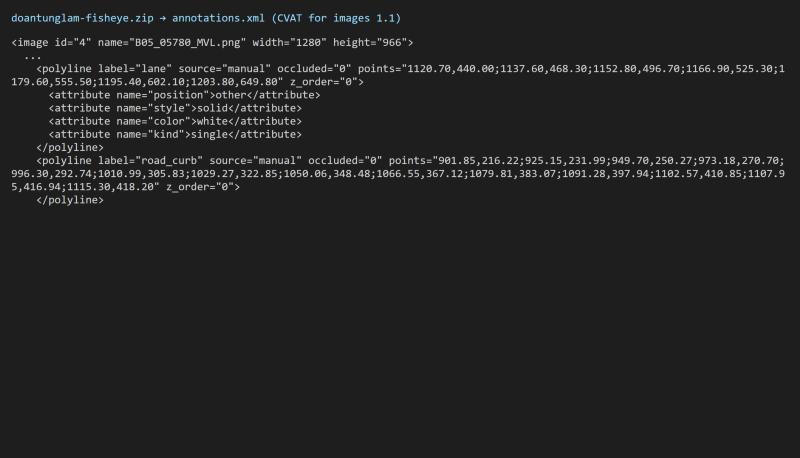 doantunglam-fisheye.zip → annotations.xml (CVAT for images 1.1)
<image id="4" name="B05_05780_MVL.png" width="1280" height="966">
...
<polyline label="lane" source="manual" occluded="0" points="1120.70,440.00;1137.60,468.30;1152.80,496.70;1166.90,525.30;1
179.60,555.50;1195.40,602.10;1203.80,649.80" z_order="0">
<attribute name="position">other</attribute>
<attribute name="style">solid</attribute>
<attribute name="color">white</attribute>
<attribute name="kind">single</attribute>
</polyline>
<polyline label="road_curb" source="manual" occluded="0" points="901.85,216.22;925.15,231.99;949.70,250.27;973.18,270.70;
996.30,292.74;1010.99,305.83;1029.27,322.85;1050.06,348.48;1066.55,367.12;1079.81,383.07;1091.28,397.94;1102.57,410.85;1107.9
5,416.94;1115.30,418.20" z_order="0">
</polyline>